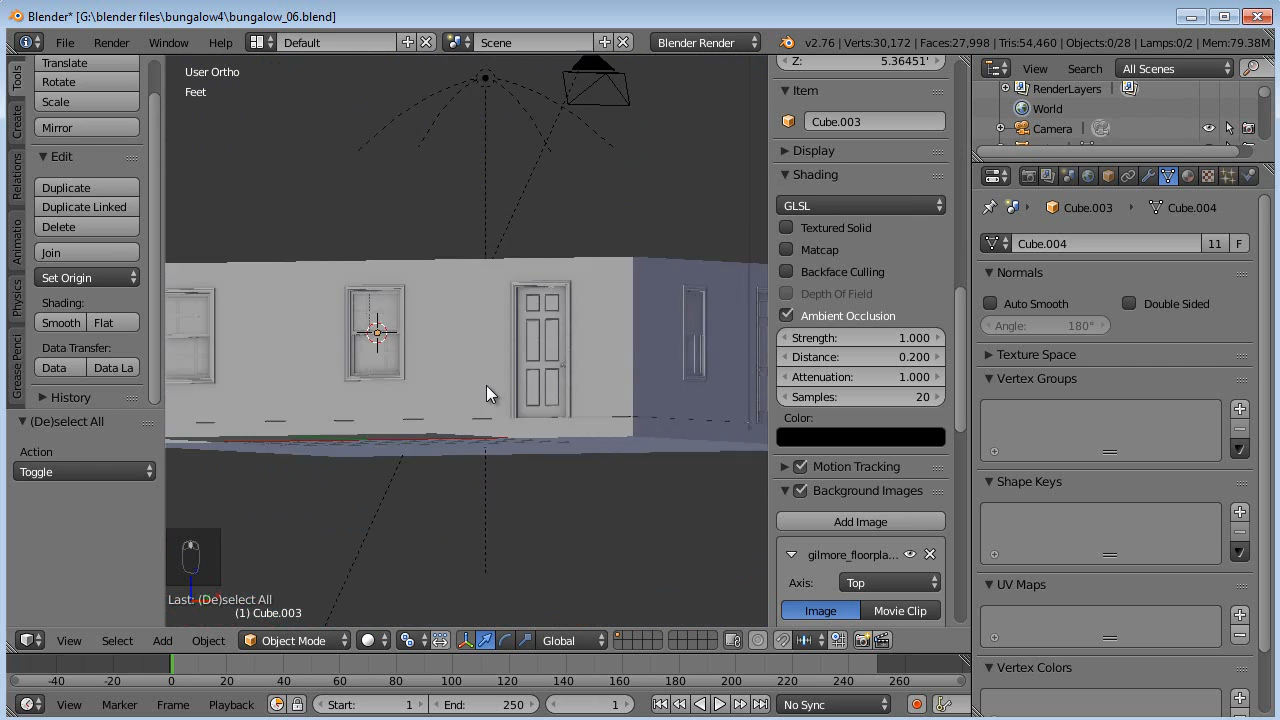 Blender* [G:\blender files\bungalow4\bungalow_06.blend]
File Render Window Help Default Scene Blender Render v2.76 | Verts:30,172 | Faces:27,998 | Tris:54,460 | Objects:0/28 | Lamps:0/2 | Mem:79.38M
Tools
Create
Relations
Animatio
Physics
Grease Penci
Translate
Rotate
Scale
Mirror
Edit
Duplicate
Duplicate Linked
Delete
Join
Set Origin
Shading:
Smooth Flat
Data Transfer:
Data Data La
History
(De)select All
Action
Toggle
User Ortho
Feet
Last: (De)select All
(1) Cube.003
Z: 5.36451'
Item
Cube.003
Display
Shading
GLSL
Textured Solid
Matcap
Backface Culling
Depth Of Field
Ambient Occlusion
Strength: 1.000
Distance: 0.200
Attenuation: 1.000
Samples: 20
Color:
Motion Tracking
Background Images
Add Image
gilmore_floorpla...
Axis: Top
Image Movie Clip
View Search All Scenes
RenderLayers
World
Camera
Cube.003 Cube.004
Cube.004 11 F
Normals
Auto Smooth Double Sided
Angle: 180°
Texture Space
Vertex Groups
Shape Keys
UV Maps
Vertex Colors
View Select Add Object Object Mode Global
-40 -20 0 20 40 60 80 100 120 140 160 180 200 220 240 260
View Marker Frame Playback Start: 1 End: 250 1 No Sync